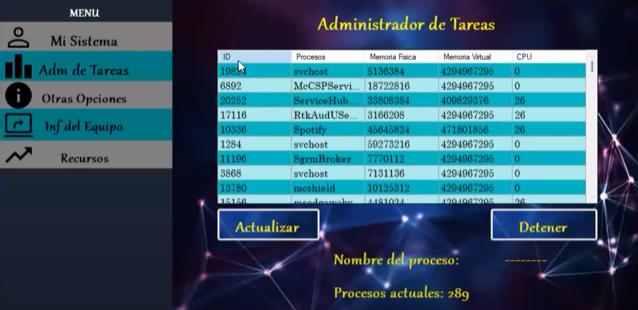 MENU
Mi Sistema
Adm de Tareas
Otras Opciones
Inf del Equipo
Recursos
Administrador de Tareas
ID Procesos Memoria Fisica Memoria Virtual CPU
svchost 5136384 4294967295 0
6892 McCSPServi... 18722816 4294967295 0
20252 ServiceHub... 33808384 409829376 26
17116 RtkAudUSe... 3166208 4294967295 26
10336 Spotify 45645824 471801856 26
1284 svchost 59273216 4294967295 0
11196 SgrmBroker 7770112 4294967295 0
3868 svchost 7131136 4294967295 0
13780 mcshield 10125312 4294967295 0
15156 4481024 4294967295 26
Actualizar Detener
Nombre del proceso: --------
Procesos actuales: 289